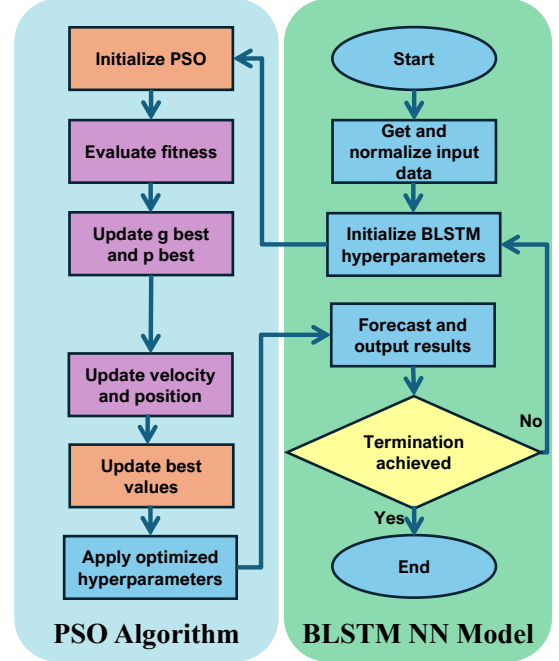 Initialize PSO
Evaluate fitness
Update g best
and p best
Update velocity
and position
Update best
values
Apply optimized
hyperparameters
PSO Algorithm
Start
Get and
normalize input
data
Initialize BLSTM
hyperparameters
Forecast and
output results
Termination
achieved
No
Yes
End
BLSTM NN Model